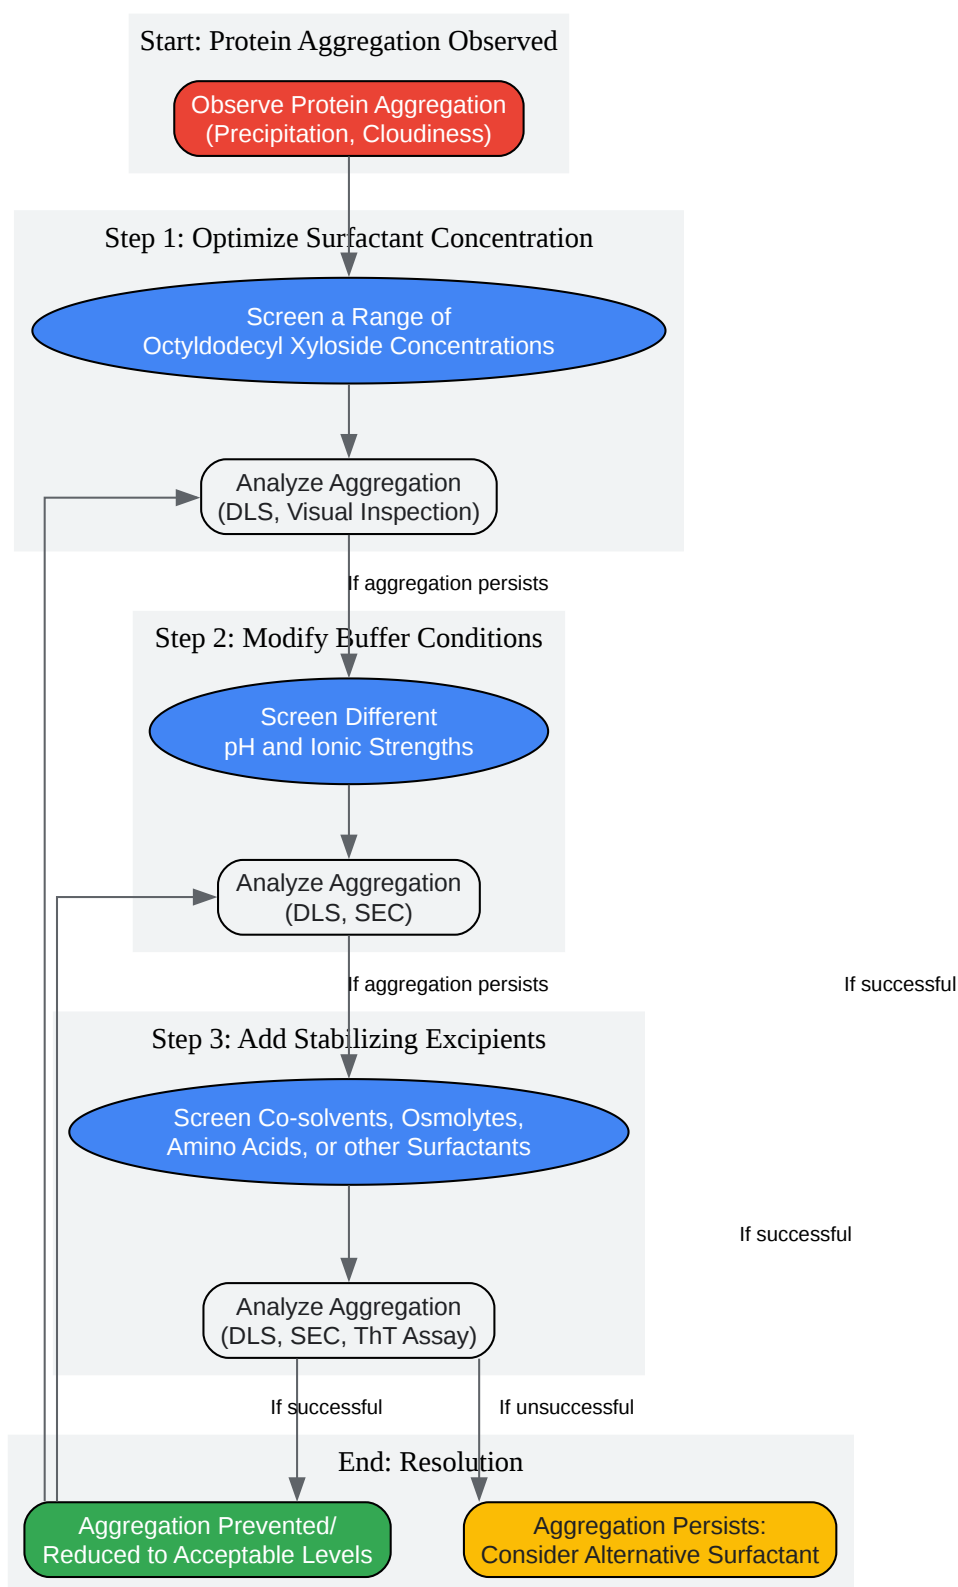 Start: Protein Aggregation Observed
Observe Protein Aggregation
(Precipitation, Cloudiness)
Step 1: Optimize Surfactant Concentration
Screen a Range of
Octyldodecyl Xyloside Concentrations
Analyze Aggregation
(DLS, Visual Inspection)
If aggregation persists
Step 2: Modify Buffer Conditions
Screen Different
pH and Ionic Strengths
Analyze Aggregation
(DLS, SEC)
If aggregation persists
If successful
Step 3: Add Stabilizing Excipients
Screen Co-solvents, Osmolytes,
Amino Acids, or other Surfactants
If successful
Analyze Aggregation
(DLS, SEC, ThT Assay)
If successful
If unsuccessful
End: Resolution
Aggregation Prevented/
Reduced to Acceptable Levels
Aggregation Persists:
Consider Alternative Surfactant